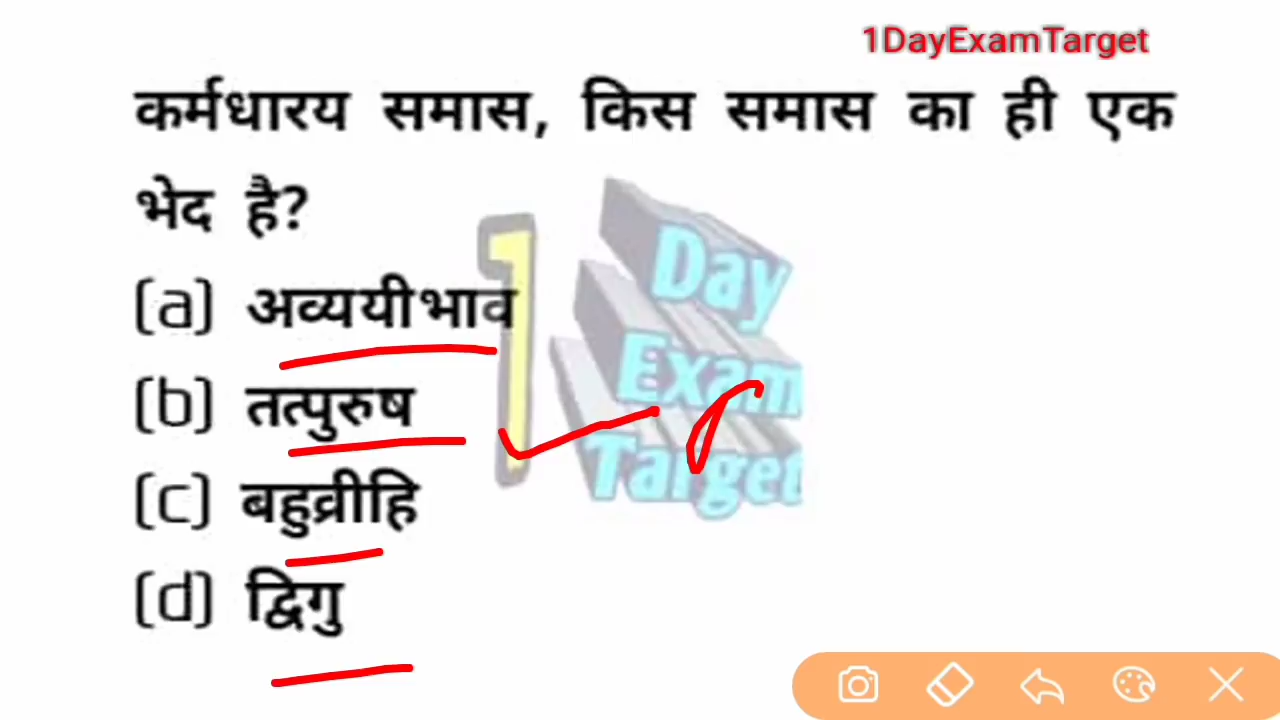 1DayExamTarget
कर्मधारय समास, किस समास का ही एक
भेद है?
(a) अव्ययीभाव
(b) तत्पुरुष
(c) बहुव्रीहि
(d) द्विगु
1
Day
Exam
Target